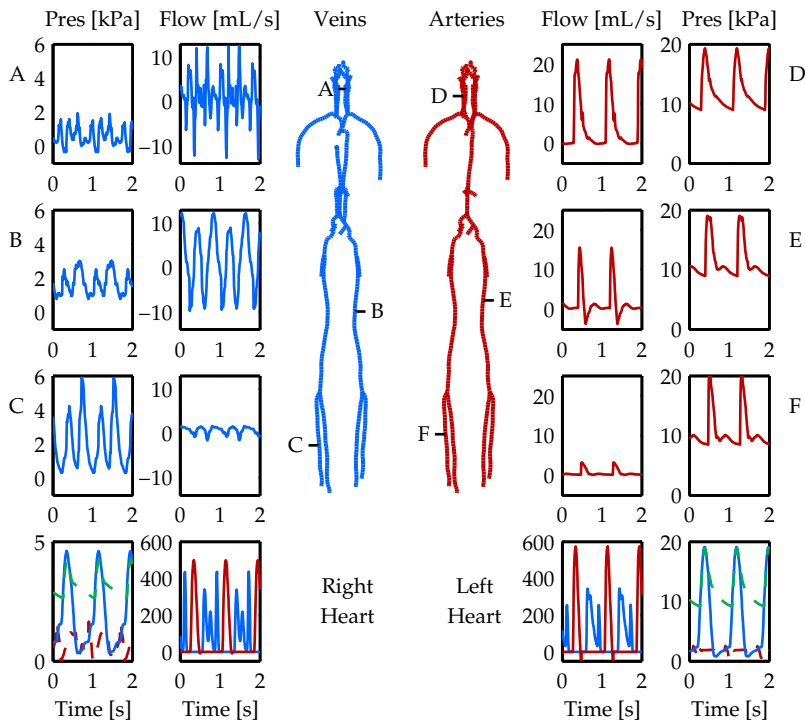 Pres [kPa] Flow [mL/s] Veins Arteries Flow [mL/s] Pres [kPa]
A 6 4 2 0 0 1 2
10 0 −10 0 1 2
A
D
20 10 0 0 1 2
20 10 0 0 1 2 D
B 6 4 2 0 0 1 2
10 0 −10 0 1 2
B
E
20 10 0 0 1 2
20 10 0 0 1 2 E
C 6 4 2 0 0 1 2
10 0 −10 0 1 2
C
F
20 10 0 0 1 2
20 10 0 0 1 2 F
5 0 0 1 2
600 400 200 0 0 1 2
Right
Heart
Left
Heart
600 400 200 0 0 1 2
20 10 0 0 1 2
Time [s] Time [s] Time [s] Time [s]